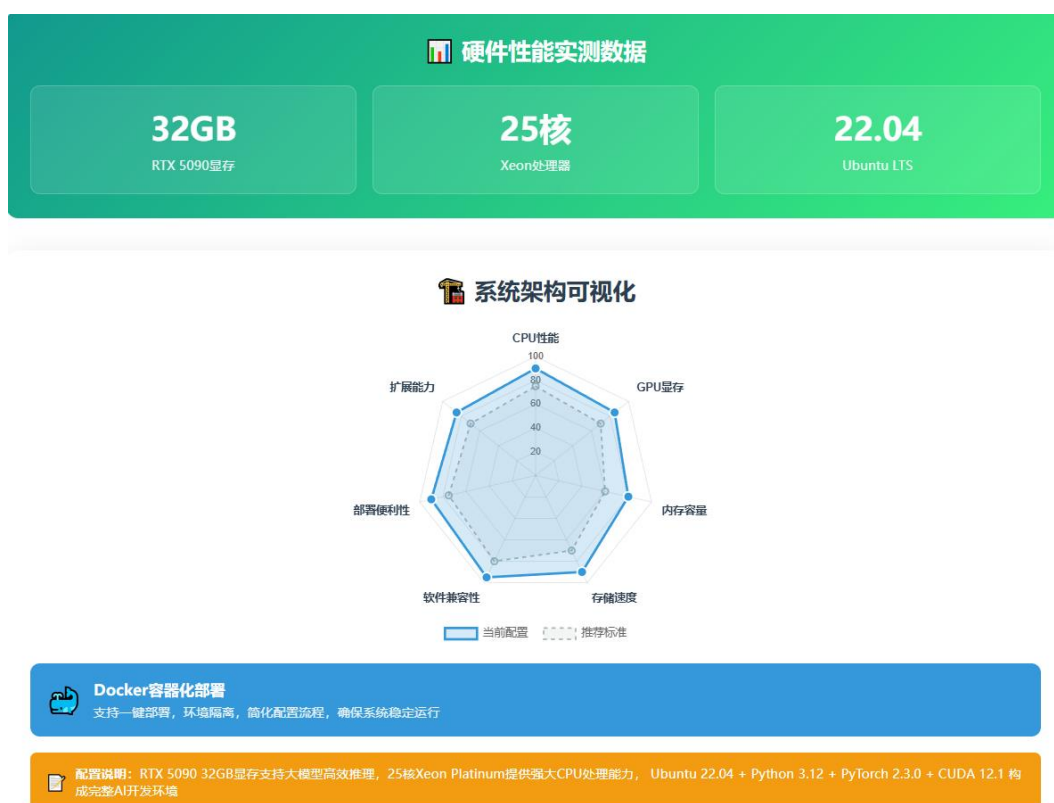 硬件性能实测数据
32GB
RTX 5090显存
25核
Xeon处理器
22.04
Ubuntu LTS
系统架构可视化
CPU性能
100
80
60
40
20
扩展能力
GPU显存
部署便利性
内存容量
软件兼容性
存储速度
当前配置
推荐标准
Docker容器化部署
支持一键部署，环境隔离，简化配置流程，确保系统稳定运行
配置说明：RTX 5090 32GB显存支持大模型高效推理，25核Xeon Platinum提供强大CPU处理能力， Ubuntu 22.04 + Python 3.12 + PyTorch 2.3.0 + CUDA 12.1 构
成完整AI开发环境